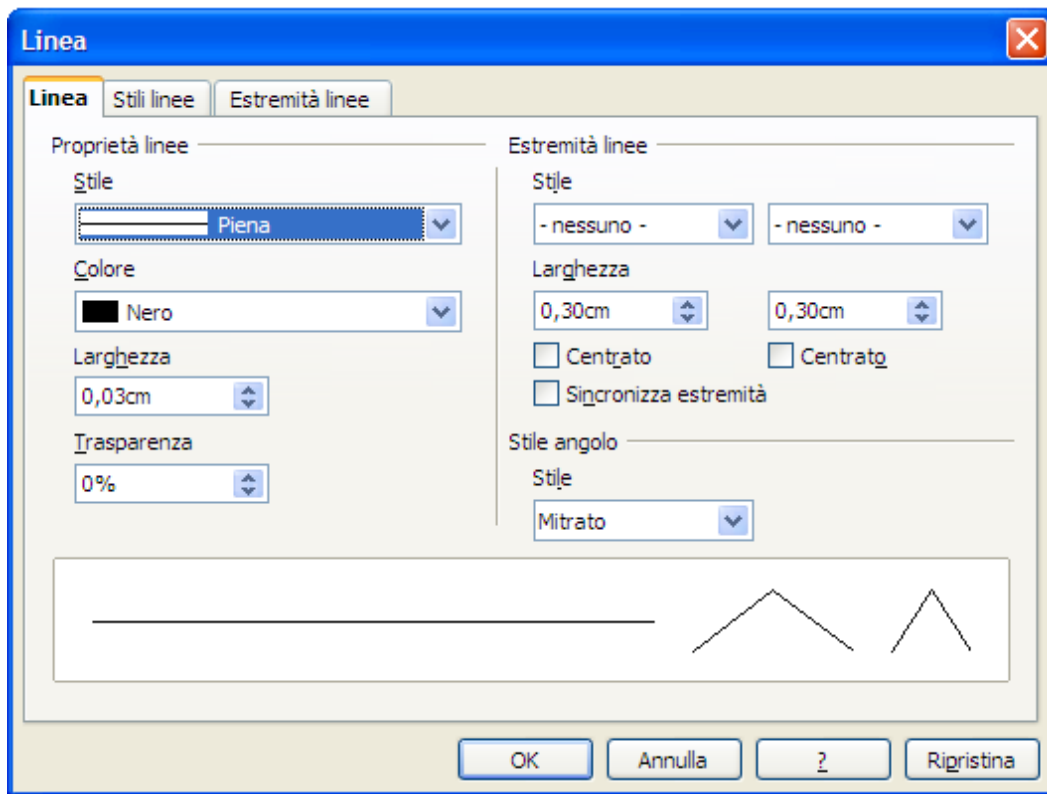 Linea
Linea Stili linee Estremità linee
Proprietà linee
Stile
Piena
Colore
Nero
Larghezza
0,03cm
Trasparenza
0%
Estremità linee
Stile
- nessuno - - nessuno -
Larghezza
0,30cm 0,30cm
Centrato Centrato
Sincronizza estremità
Stile angolo
Stile
Mitrato
OK Annulla ? Ripristina